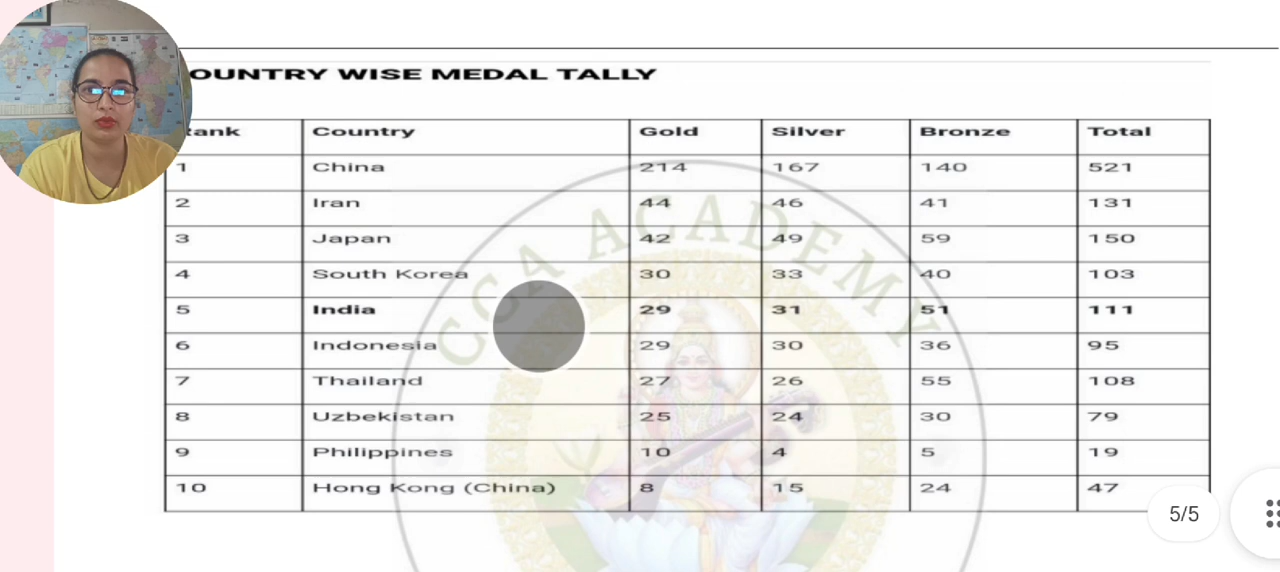 OUNTRY WISE MEDAL TALLY
Rank Country Gold Silver Bronze Total
1 China 214 167 140 521
2 Iran 44 46 41 131
3 Japan 42 49 59 150
4 South Korea 30 33 40 103
5 India 29 31 51 111
6 Indonesia 29 30 36 95
7 Thailand 27 26 55 108
8 Uzbekistan 25 24 30 79
9 Philippines 10 4 5 19
10 Hong Kong (China) 8 15 24 47
GCA ACADEMY
5/5